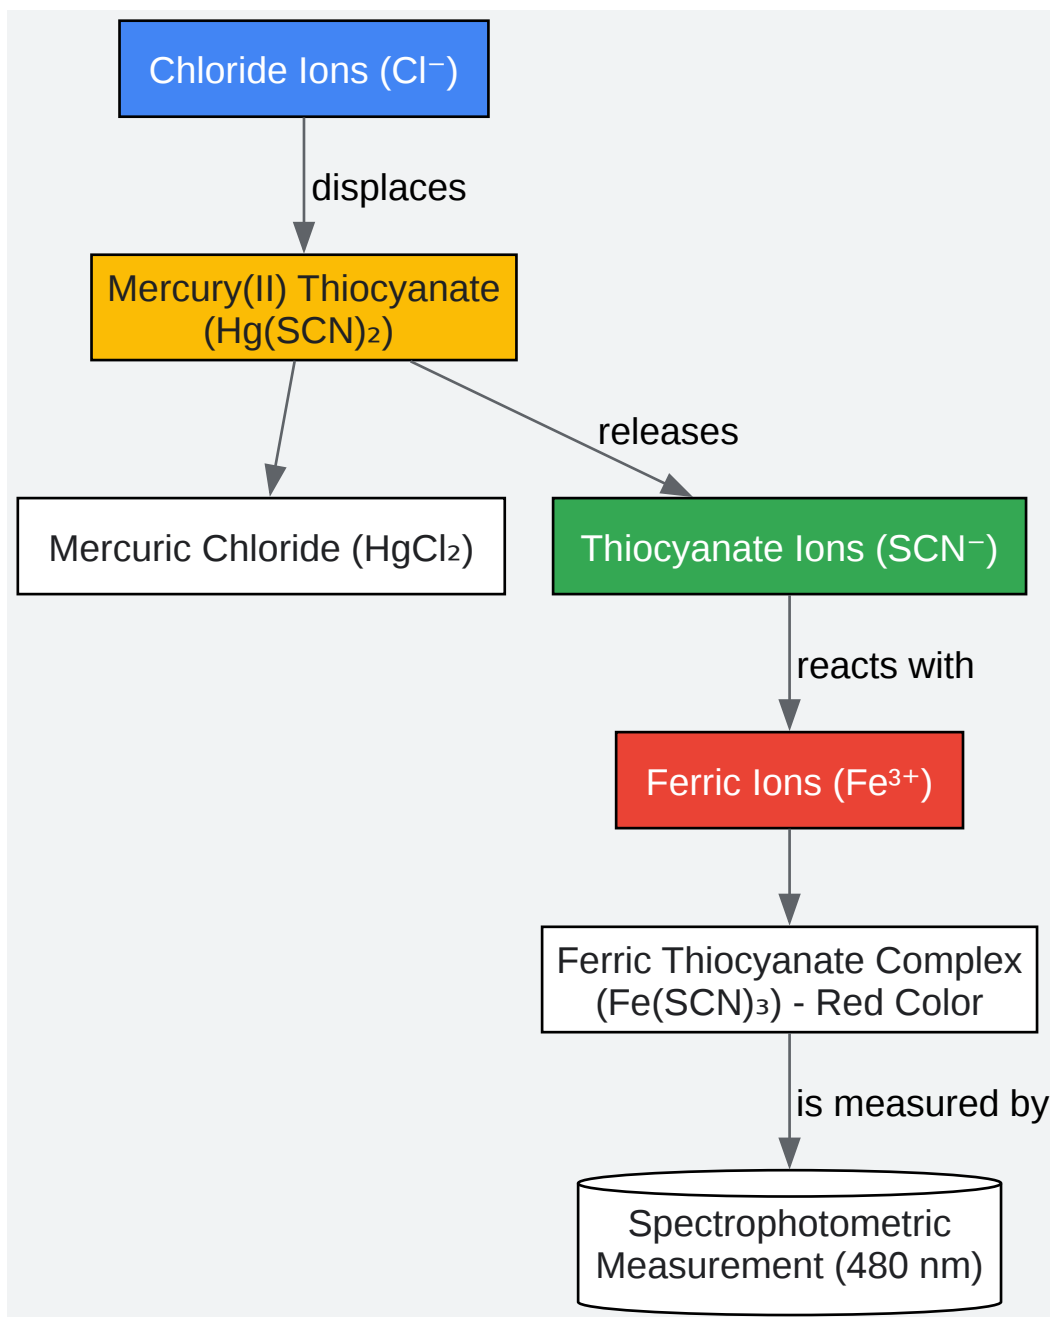 Chloride Ions (Cl⁻)
displaces
Mercury(II) Thiocyanate
(Hg(SCN)₂)
releases
Mercuric Chloride (HgCl₂)
Thiocyanate Ions (SCN⁻)
reacts with
Ferric Ions (Fe³⁺)
Ferric Thiocyanate Complex
(Fe(SCN)₃) - Red Color
is measured by
Spectrophotometric
Measurement (480 nm)